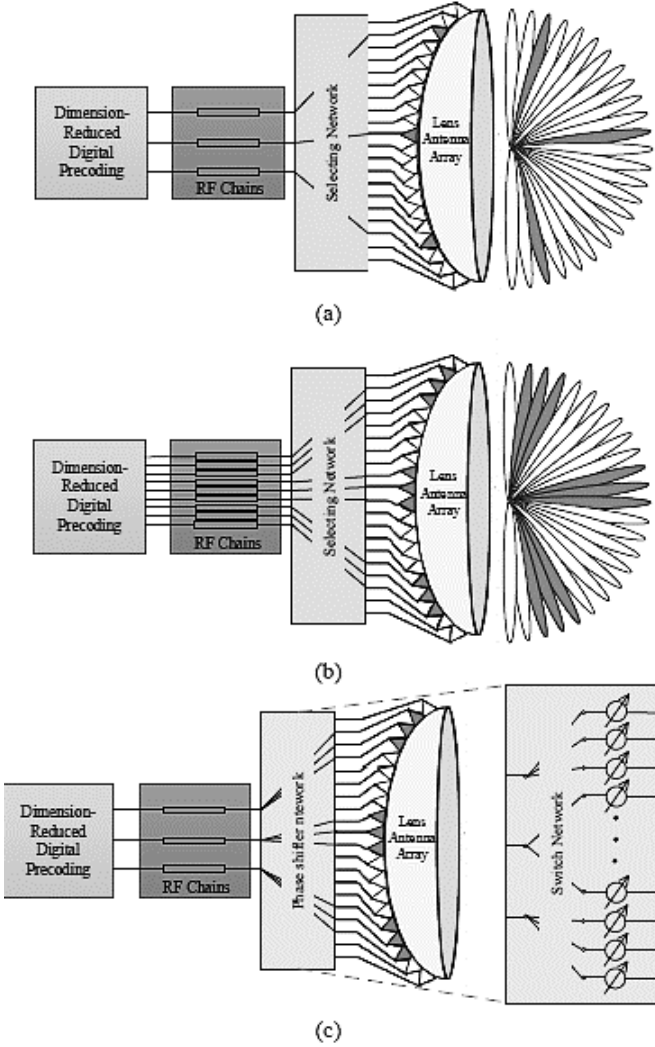 Dimension-
Reduced
Digital
Precoding
RF Chains
Selecting Network
Lens
Antenna
Array
(a)
Dimension-
Reduced
Digital
Precoding
RF Chains
Selecting Network
Lens
Antenna
Array
(b)
Dimension-
Reduced
Digital
Precoding
RF Chains
Phase shifter ntework
Lens
Antenna
Array
Switch Network
(c)